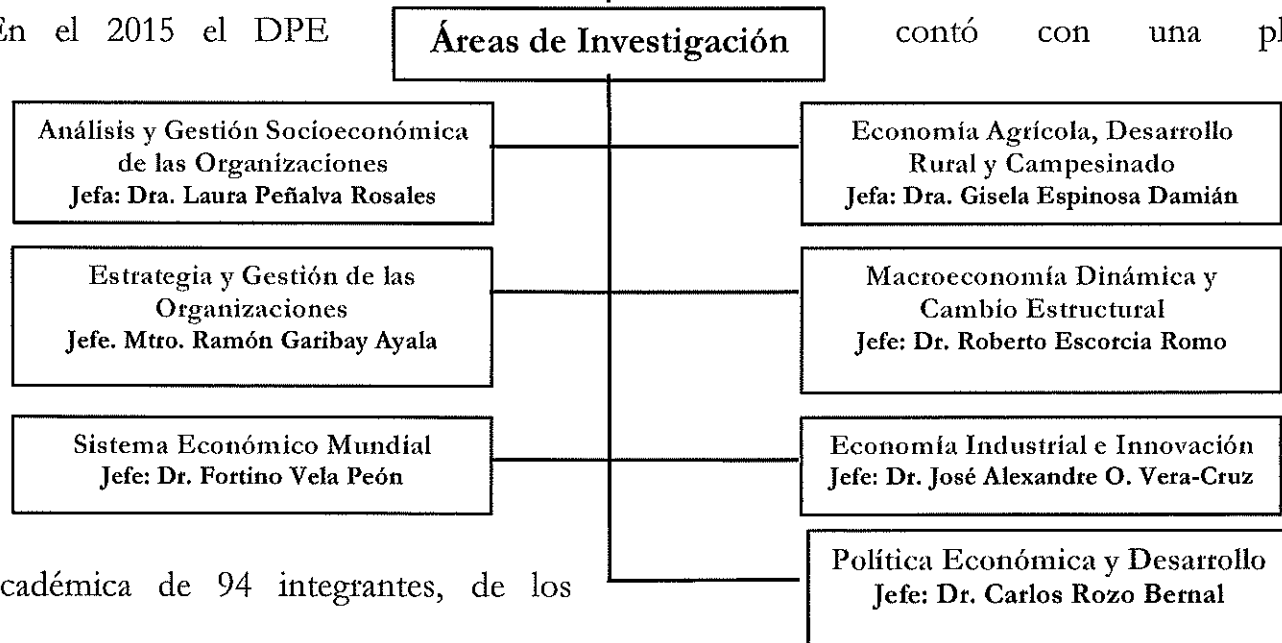 En el 2015 el DPE
contó con una
Áreas de Investigación
Análisis y Gestión Socioeconómica
de las Organizaciones
Jefa: Dra. Laura Peñalva Rosales
Economía Agrícola, Desarrollo
Rural y Campesinado
Jefa: Dra. Gisela Espinosa Damián
Estrategia y Gestión de las
Organizaciones
Jefe. Mtro. Ramón Garibay Ayala
Macroeconomía Dinámica y
Cambio Estructural
Jefe: Dr. Roberto Escorcia Romo
Sistema Económico Mundial
Jefe: Dr. Fortino Vela Peón
Economía Industrial e Innovación
Jefe: Dr. José Alexandre O. Vera-Cruz
Política Económica y Desarrollo
Jefe: Dr. Carlos Rozo Bernal
cadémica de 94 integrantes, de los